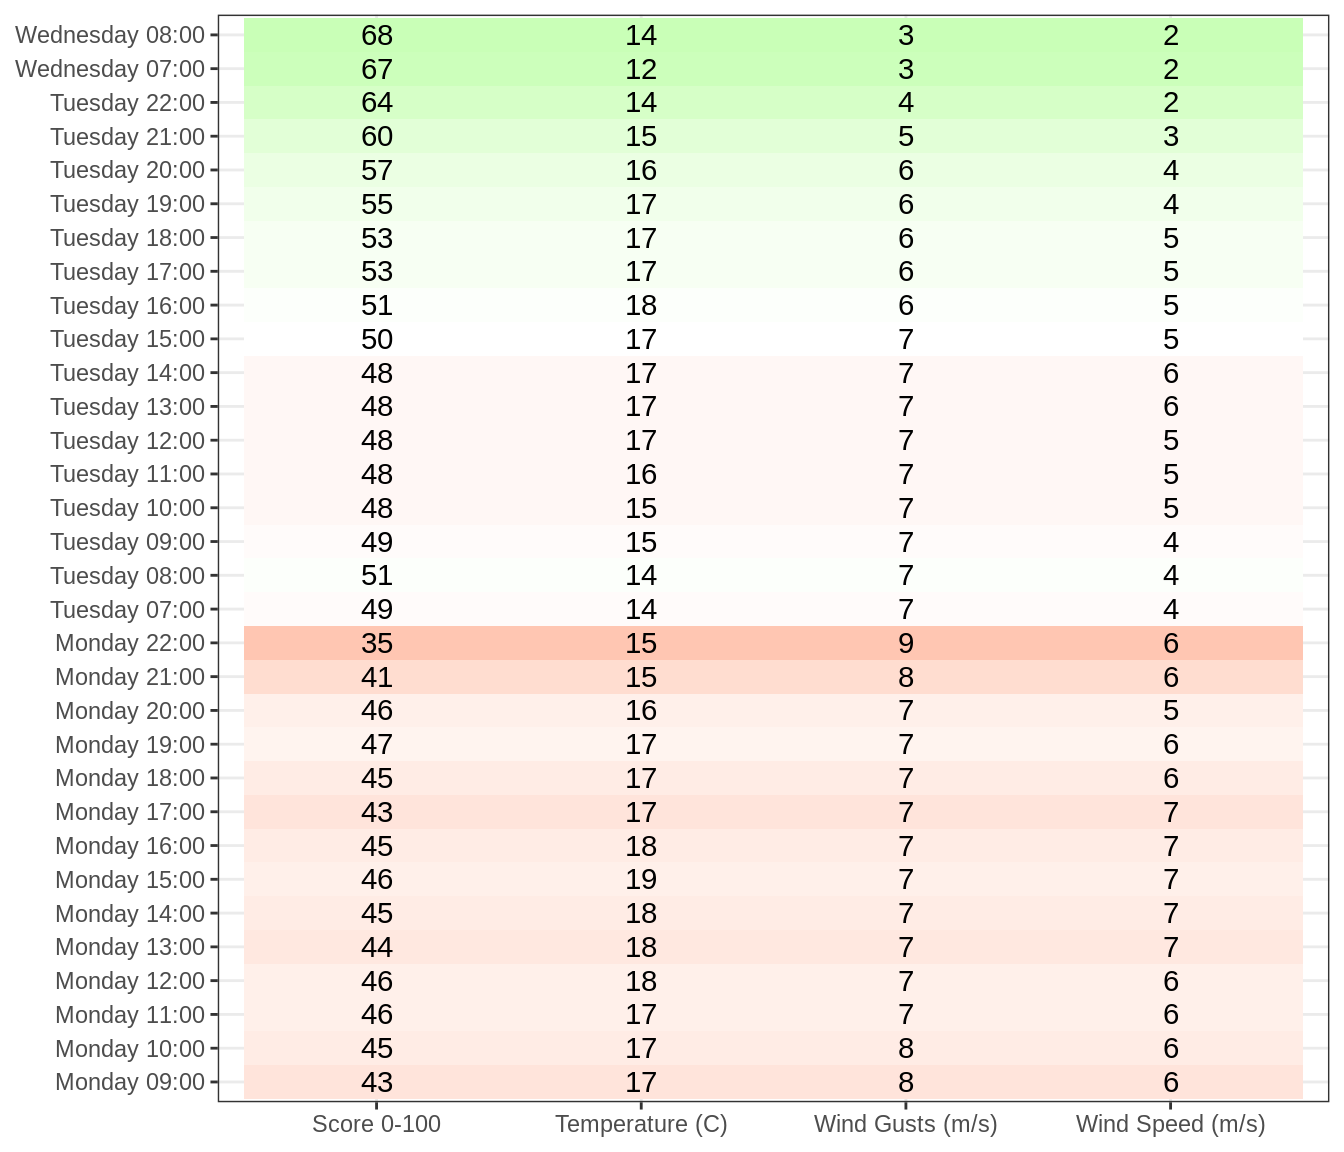 Wednesday 08:00 68 14 3 2
Wednesday 07:00 67 12 3 2
Tuesday 22:00 64 14 4 2
Tuesday 21:00 60 15 5 3
Tuesday 20:00 57 16 6 4
Tuesday 19:00 55 17 6 4
Tuesday 18:00 53 17 6 5
Tuesday 17:00 53 17 6 5
Tuesday 16:00 51 18 6 5
Tuesday 15:00 50 17 7 5
Tuesday 14:00 48 17 7 6
Tuesday 13:00 48 17 7 6
Tuesday 12:00 48 17 7 5
Tuesday 11:00 48 16 7 5
Tuesday 10:00 48 15 7 5
Tuesday 09:00 49 15 7 4
Tuesday 08:00 51 14 7 4
Tuesday 07:00 49 14 7 4
Monday 22:00 35 15 9 6
Monday 21:00 41 15 8 6
Monday 20:00 46 16 7 5
Monday 19:00 47 17 7 6
Monday 18:00 45 17 7 6
Monday 17:00 43 17 7 7
Monday 16:00 45 18 7 7
Monday 15:00 46 19 7 7
Monday 14:00 45 18 7 7
Monday 13:00 44 18 7 7
Monday 12:00 46 18 7 6
Monday 11:00 46 17 7 6
Monday 10:00 45 17 8 6
Monday 09:00 43 17 8 6
Score 0-100 Temperature (C) Wind Gusts (m/s) Wind Speed (m/s)